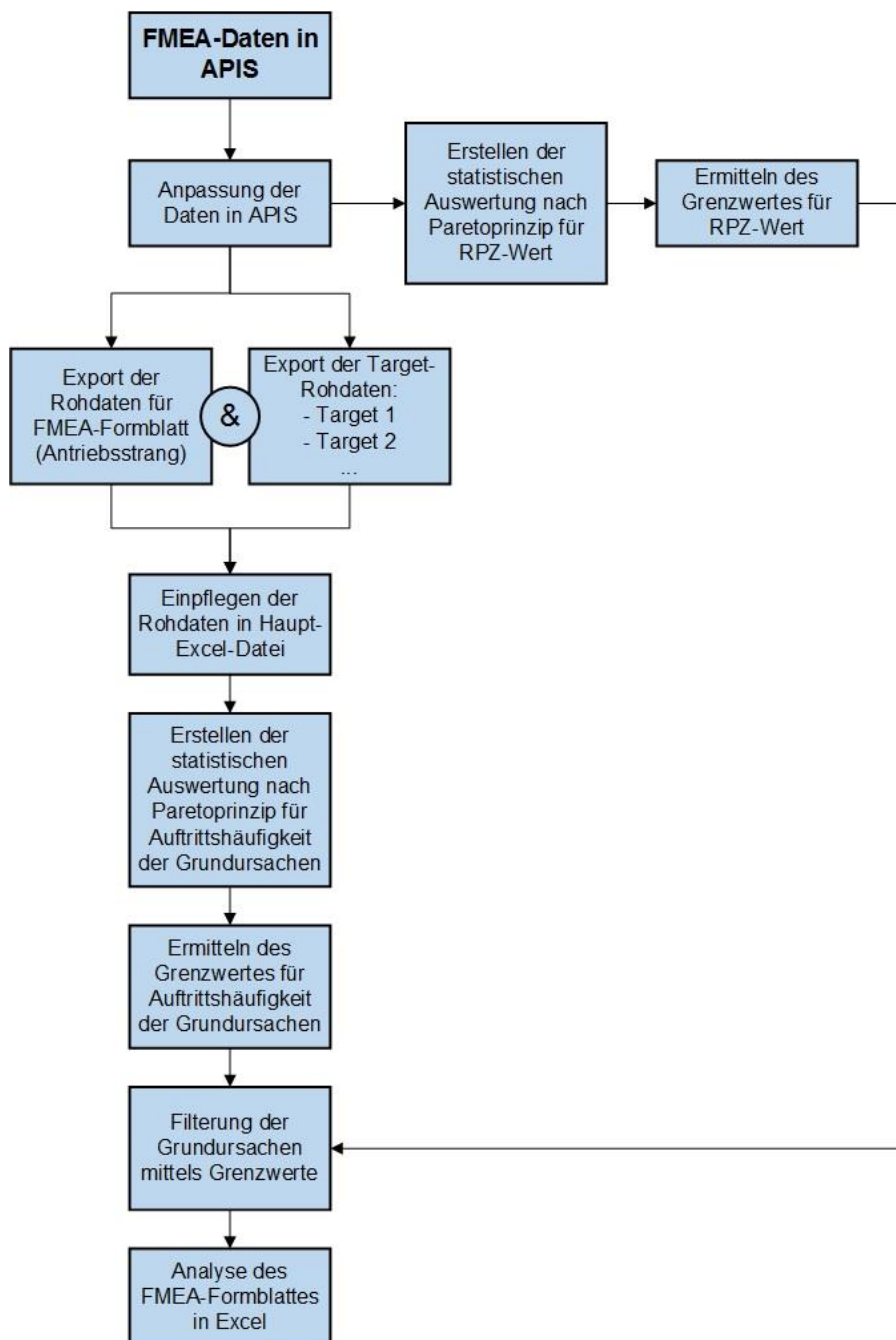 FMEA-Daten in
APIS
Anpassung der
Daten in APIS
Erstellen der
statistischen
Auswertung nach
Paretoprinzip für
RPZ-Wert
Ermitteln des
Grenzwertes für
RPZ-Wert
Export der
Rohdaten für
FMEA-Formblatt
(Antriebsstrang)
&
Export der Target-
Rohdaten:
- Target 1
- Target 2
...
Einpflegen der
Rohdaten in Haupt-
Excel-Datei
Erstellen der
statistischen
Auswertung nach
Paretoprinzip für
Auftrittshäufigkeit
der Grundursachen
Ermitteln des
Grenzwertes für
Auftrittshäufigkeit
der Grundursachen
Filterung der
Grundursachen
mittels Grenzwerte
Analyse des
FMEA-Formblattes
in Excel